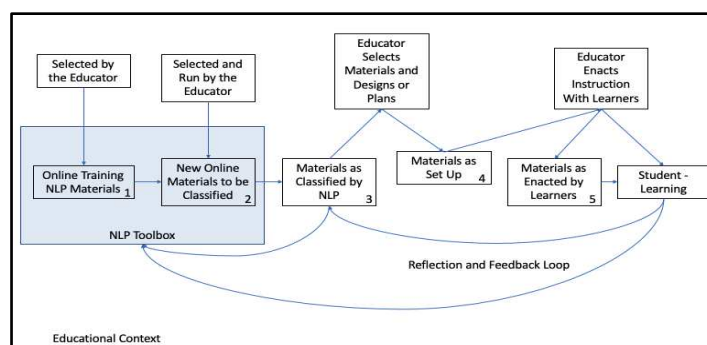 Selected by
the Educator
Selected and
Run by the
Educator
Educator
Selects
Materials and
Designs or
Plans
Educator
Enacts
Instruction
With Learners
Online Training
NLP Materials 1
New Online
Materials to be
Classified 2
Materials as
Classified by
NLP 3
Materials as
Set Up 4
Materials as
Enacted by
Learners 5
Student -
Learning
NLP Toolbox
Reflection and Feedback Loop
Educational Context